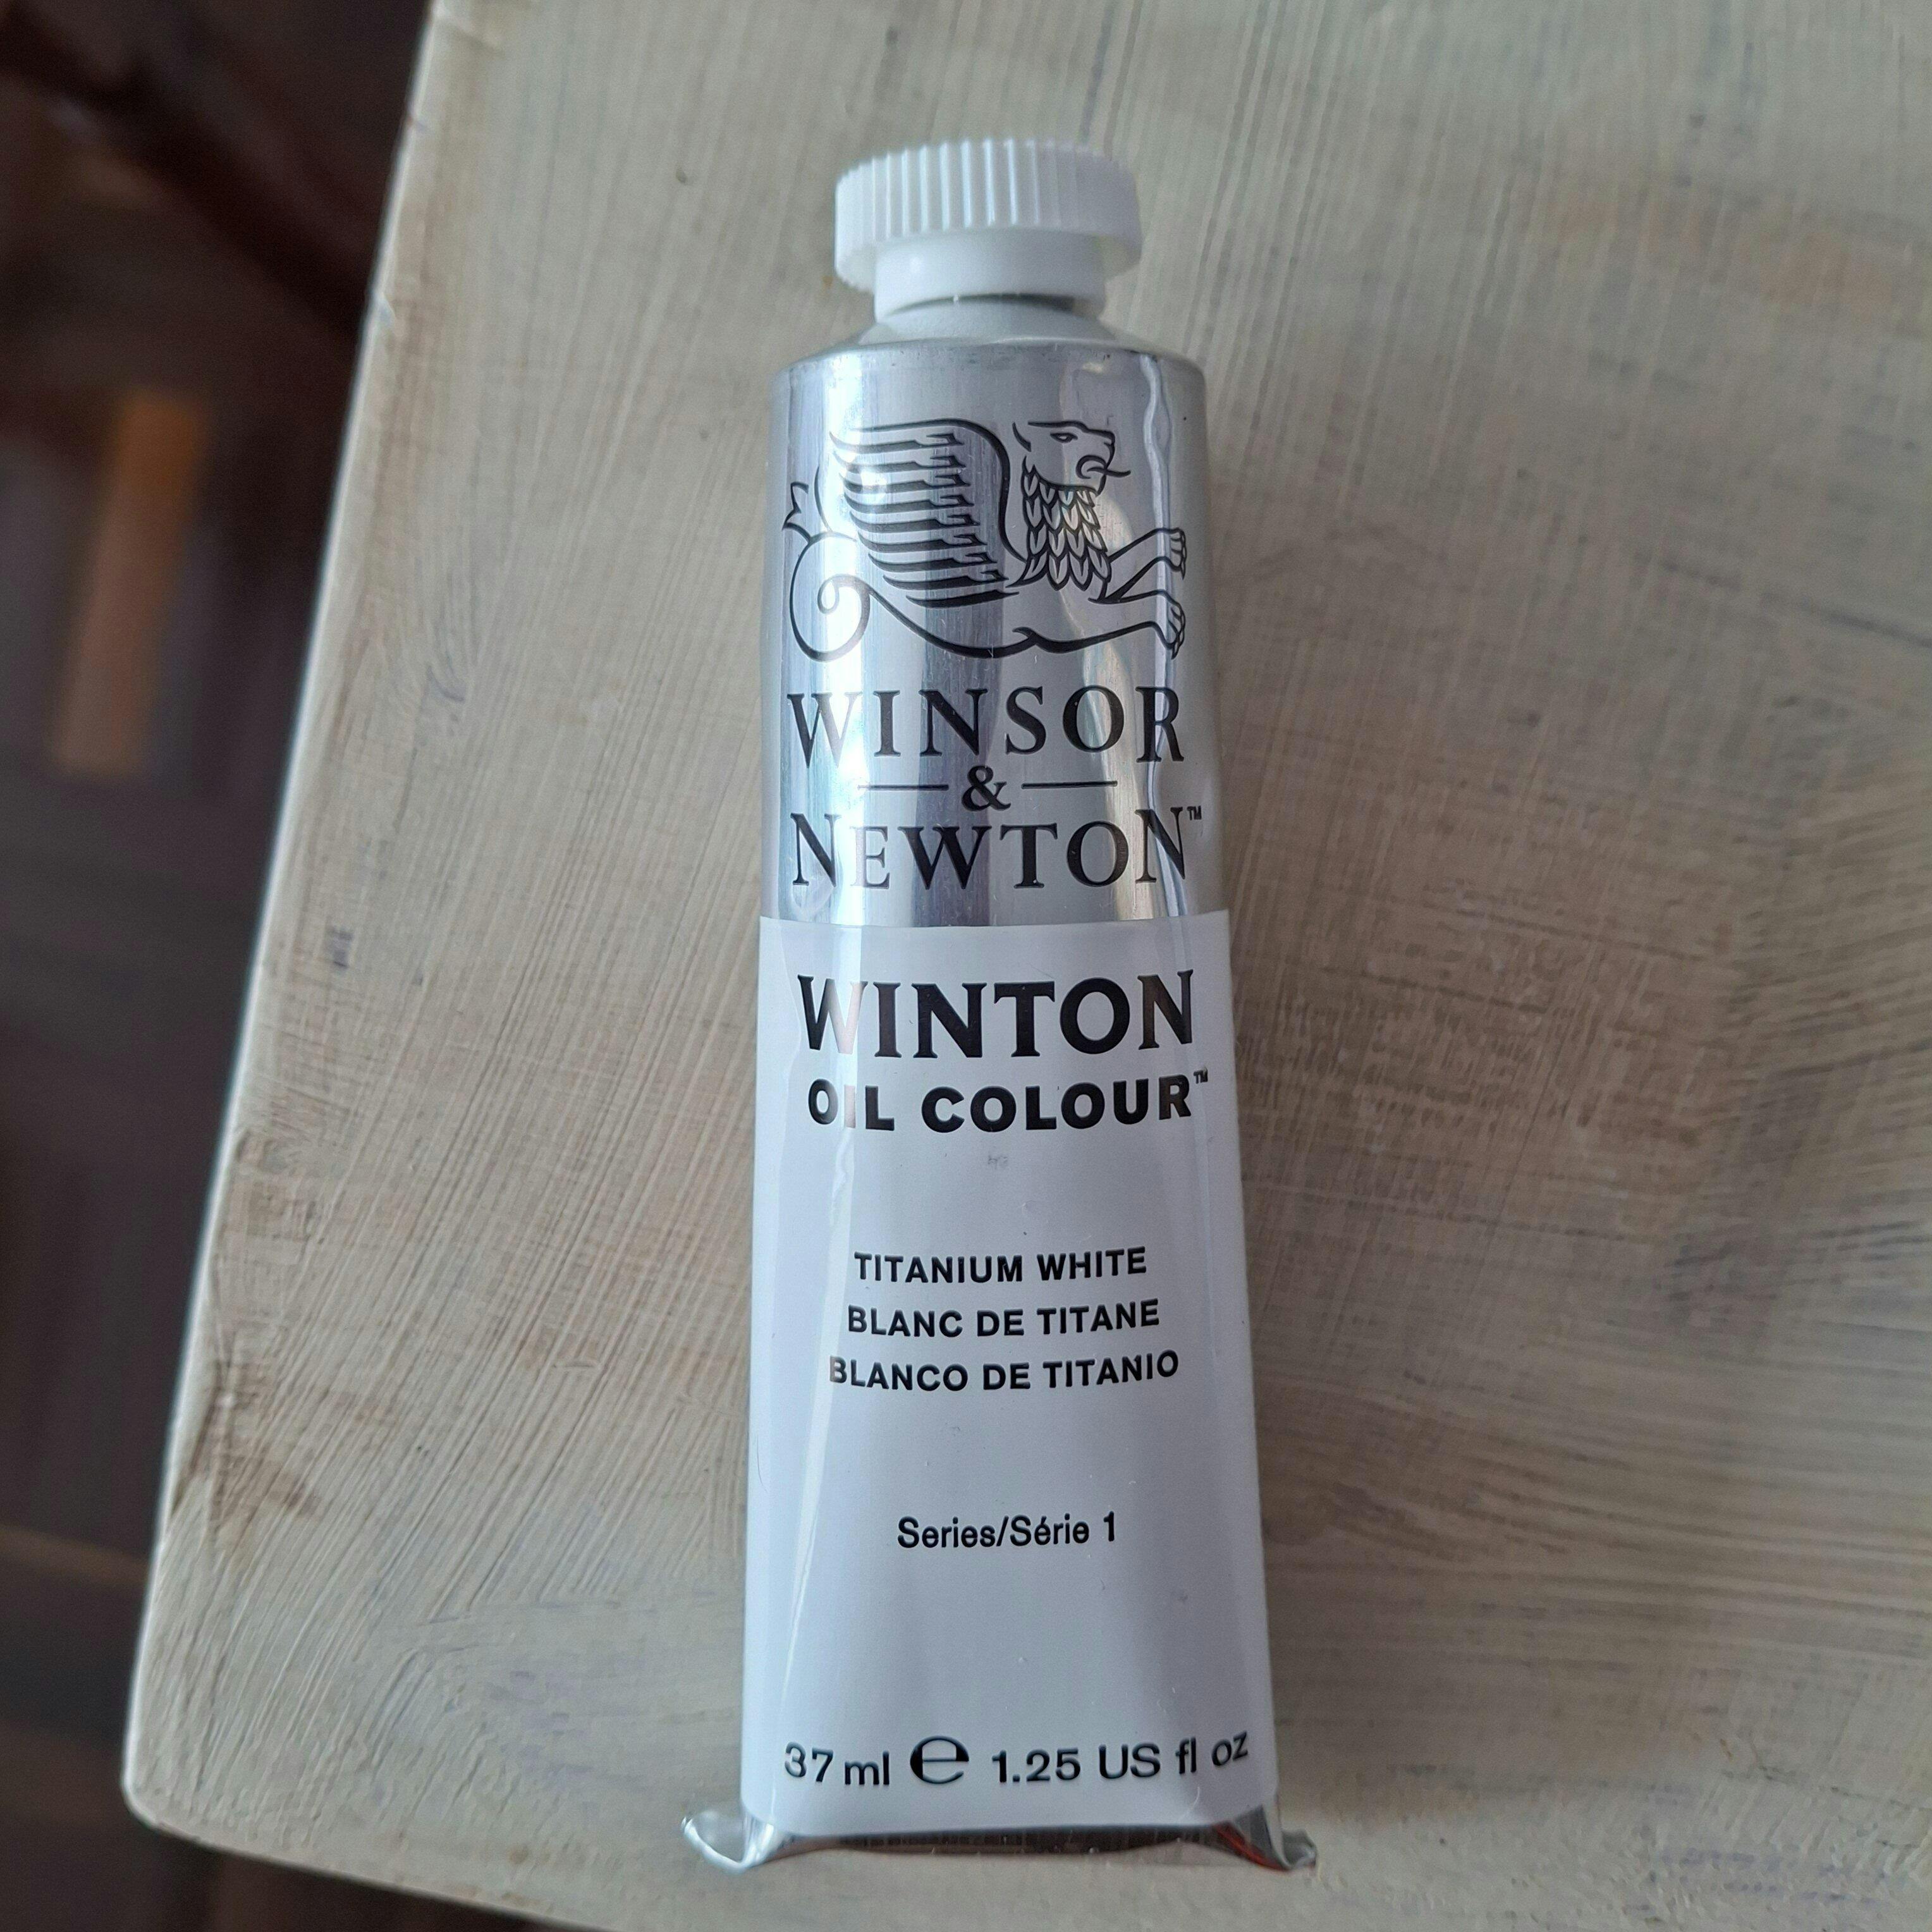 WINSOR
&
NEWTON™
WINTON
OIL COLOUR™
TITANIUM WHITE
BLANC DE TITANE
BLANCO DE TITANIO
Series/Série 1
37 ml ℮ 1.25 US fl oz